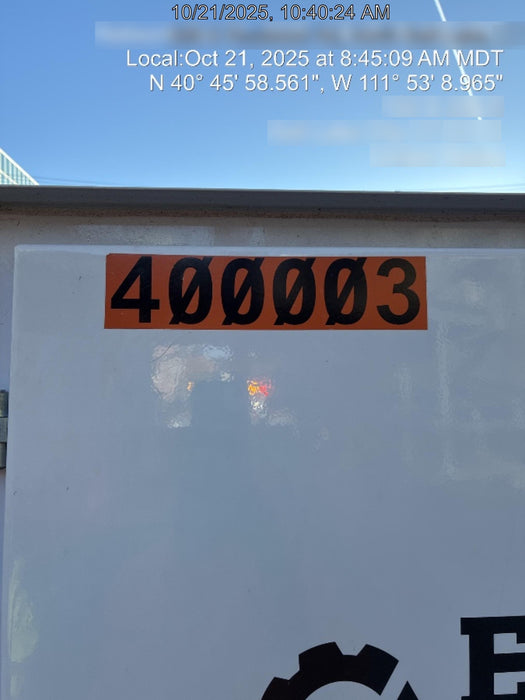 10/21/2025, 10:40:24 AM
Local:Oct 21, 2025 at 8:45:09 AM MDT
N 40° 45' 58.561", W 111° 53' 8.965"
4000003
E